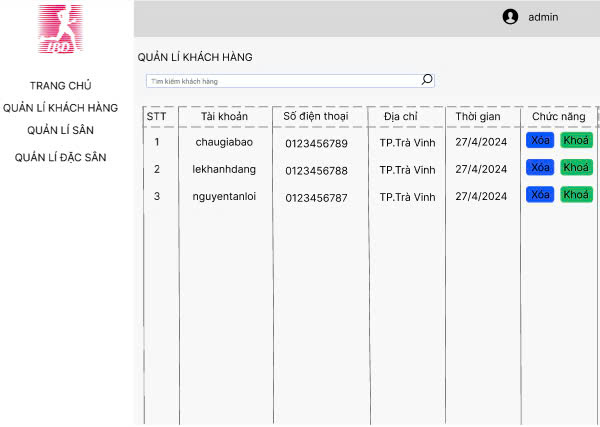 IBD
admin
TRANG CHỦ
QUẢN LÍ KHÁCH HÀNG
QUẢN LÍ SÂN
QUẢN LÍ ĐẶC SÂN
QUẢN LÍ KHÁCH HÀNG
Tìm kiếm khách hàng
STT Tài khoản Số điện thoại Địa chỉ Thời gian Chức năng
1 chaugiabao 0123456789 TP.Trà Vinh 27/4/2024 Xóa Khoá
2 lekhanhdang 0123456788 TP.Trà Vinh 27/4/2024 Xóa Khoá
3 nguyentanloi 0123456787 TP.Trà Vinh 27/4/2024 Xóa Khoá